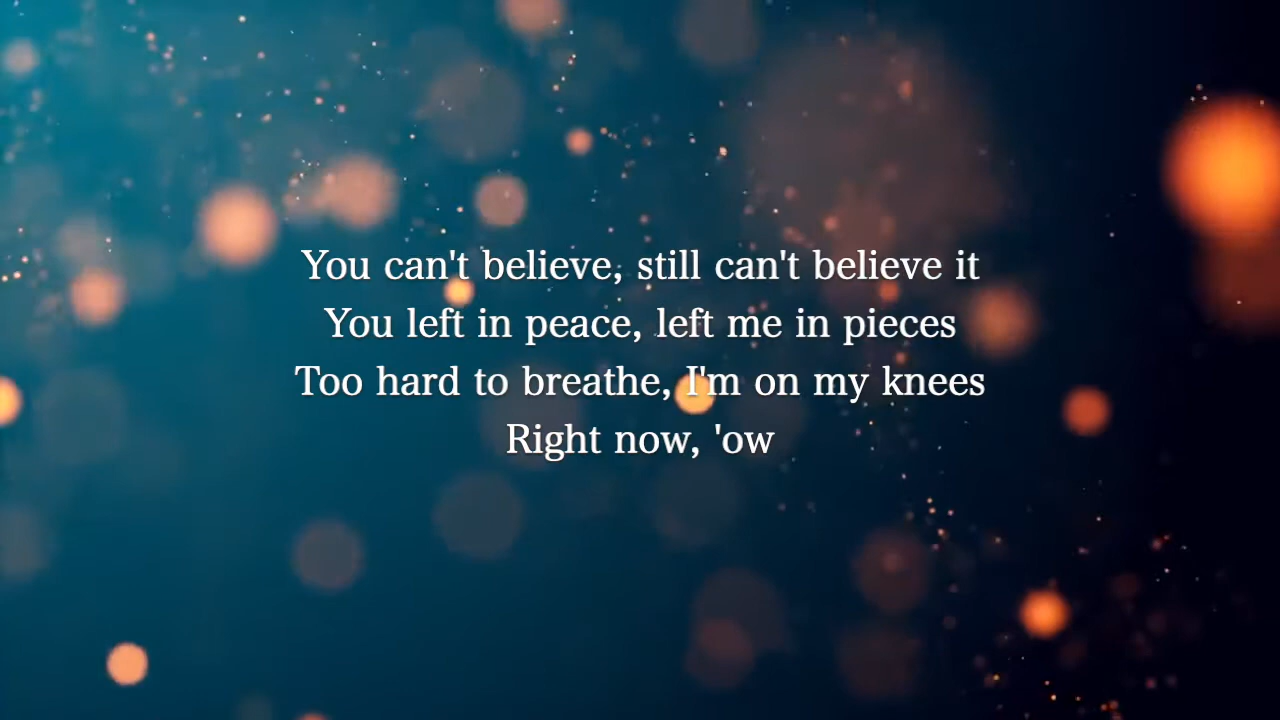 You can't believe, still can't believe it
You left in peace, left me in pieces
Too hard to breathe, I'm on my knees
Right now, 'ow